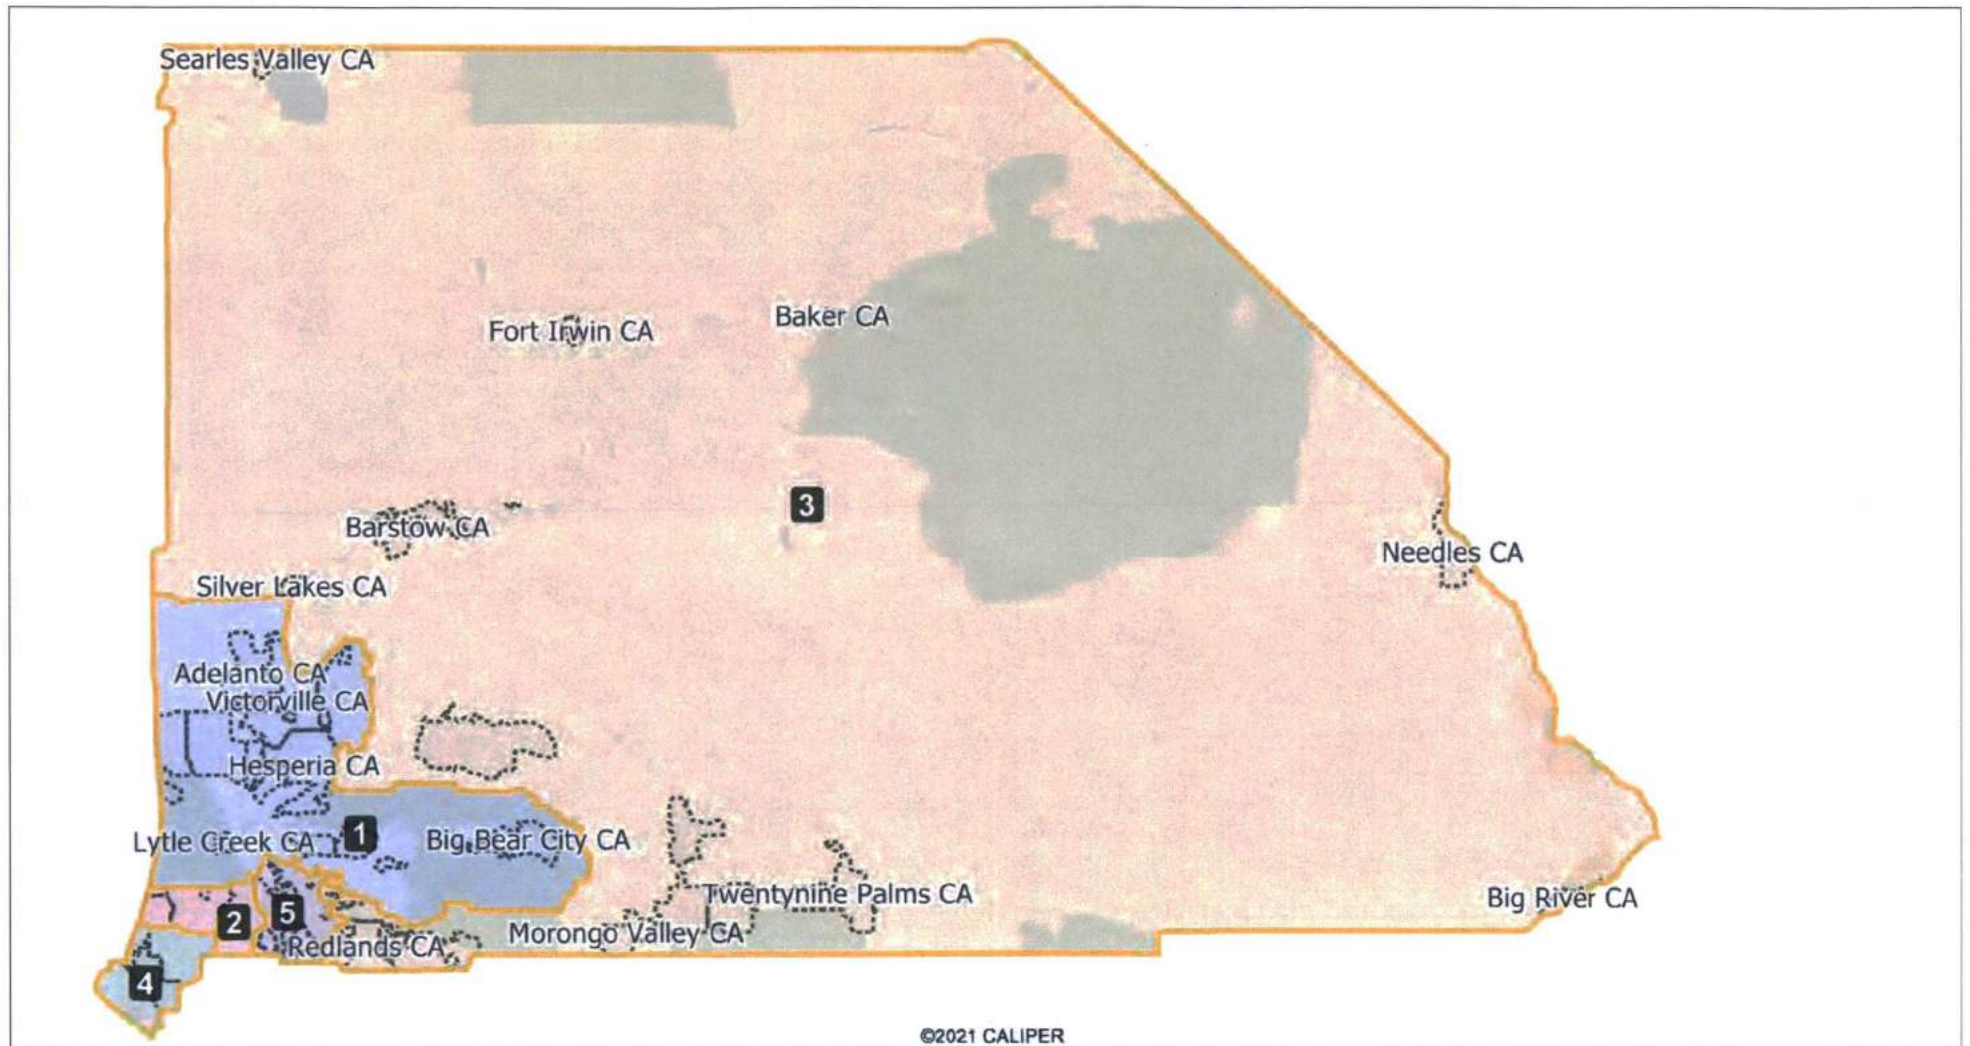 Searles Valley CA
Fort Irwin CA
Baker CA
3
Barstow CA
Needles CA
Silver Lakes CA
Adelanto CA
Victorville CA
Hesperia CA
Lytle Creek CA
1
Big Bear City CA
Twentynine Palms CA
Big River CA
2
5
Redlands CA
Morongo Valley CA
4
©2021 CALIPER